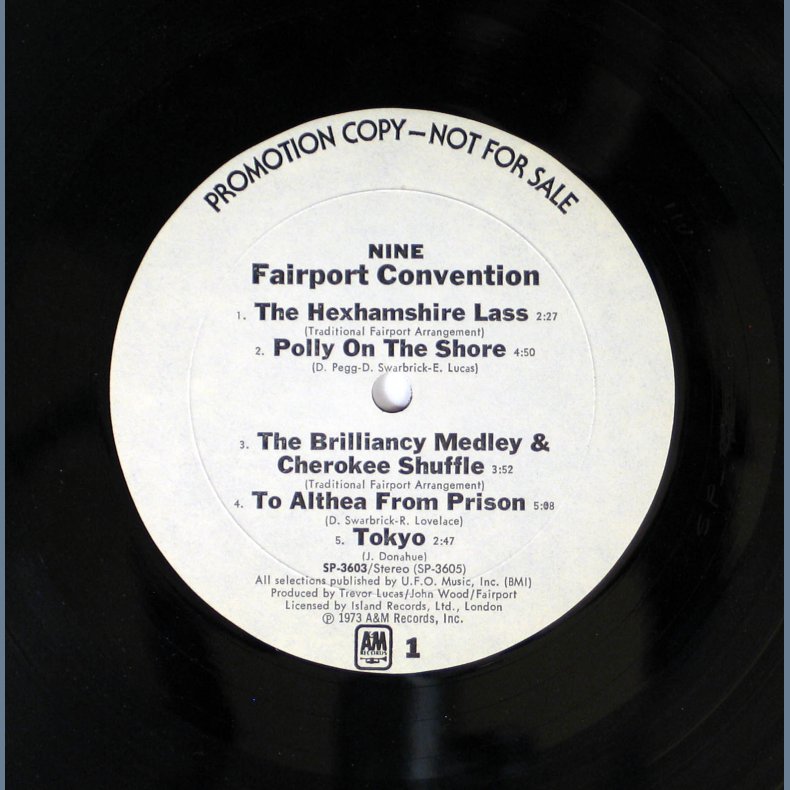 PROMOTION COPY—NOT FOR SALE
NINE
Fairport Convention
1. The Hexhamshire Lass 2:27
(Traditional Fairport Arrangement)
2. Polly On The Shore 4:50
(D. Pegg-D. Swarbrick-E. Lucas)
3. The Brilliancy Medley &
Cherokee Shuffle 3:52
(Traditional Fairport Arrangement)
4. To Althea From Prison 5:08
(D. Swarbrick-R. Lovelace)
5. Tokyo 2:47
(J. Donahue)
SP-3603/Stereo (SP-3605)
All selections published by U.F.O. Music, Inc. (BMI)
Produced by Trevor Lucas/John Wood/Fairport
Licensed by Island Records, Ltd., London
℗ 1973 A&M Records, Inc.
A&M RECORDS 1